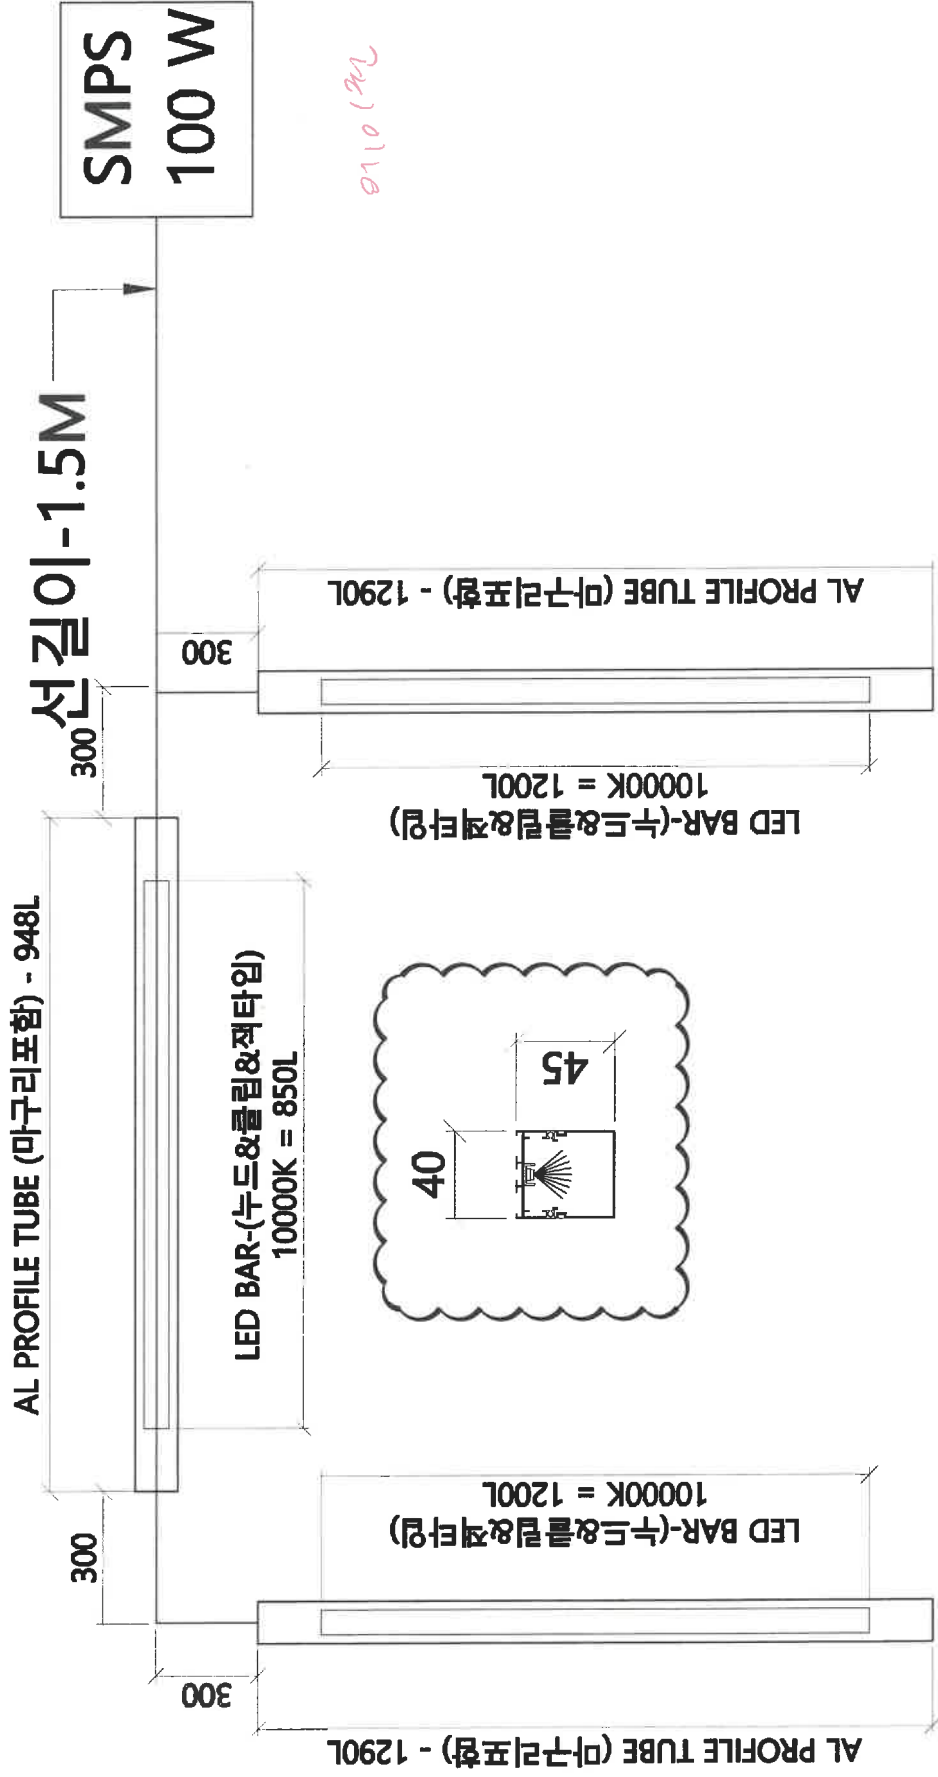 SMPS
100 W
선길이-1.5M
300
300
AL PROFILE TUBE (마구리포함) - 948L
LED BAR-(누드&클립&잭타입)
10000K = 850L
AL PROFILE TUBE (마구리포함) - 1290L
LED BAR-(누드&클립&잭타입)
10000K = 1200L
40
45
300
300
LED BAR-(누드&클립&잭타입)
10000K = 1200L
AL PROFILE TUBE (마구리포함) - 1290L